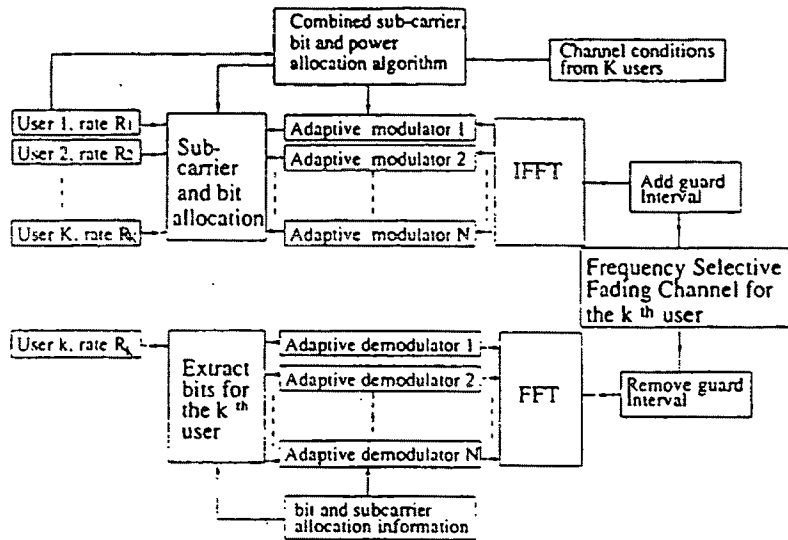 Combined sub-carrier,
bit and power
allocation algorithm
Channel conditions
from K users
User 1, rate R1
User 2, rate R2
User K, rate Rk
Sub-
carrier
and bit
allocation
Adaptive modulator 1
Adaptive modulator 2
Adaptive modulator N
IFFT
Add guard
Interval
Frequency Selective
Fading Channel for
the k th user
User k, rate Rk
Extract
bits for
the k th
user
Adaptive demodulator 1
Adaptive demodulator 2
Adaptive demodulator N
FFT
Remove guard
Interval
bit and subcarrier
allocation information